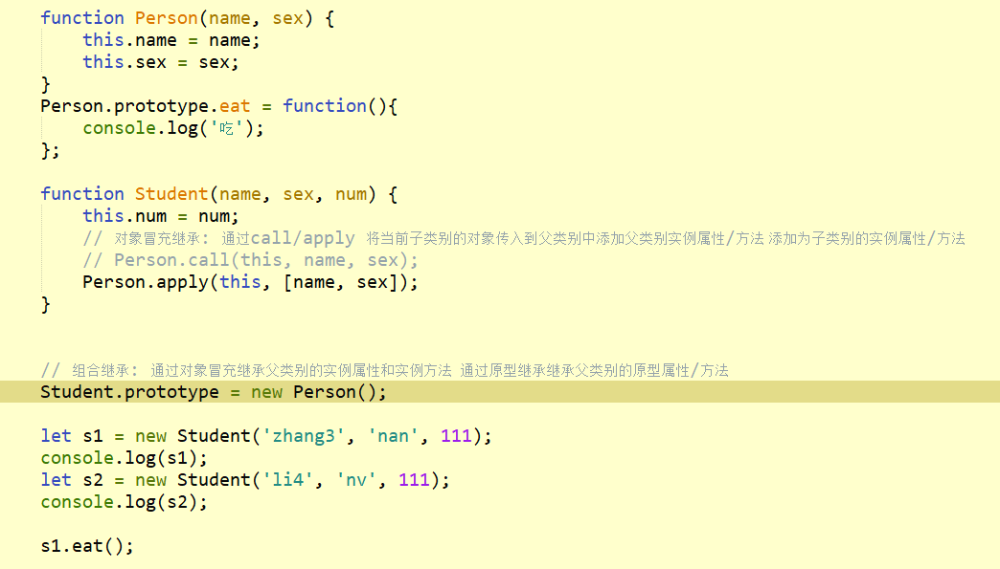 function Person(name, sex) {
    this.name = name;
    this.sex = sex;
}
Person.prototype.eat = function(){
    console.log('吃');
};
function Student(name, sex, num) {
    this.num = num;
    // 对象冒充继承: 通过call/apply 将当前子类别的对象传入到父类别中添加父类别实例属性/方法 添加为子类别的实例属性/方法
    // Person.call(this, name, sex);
    Person.apply(this, [name, sex]);
}
// 组合继承: 通过对象冒充继承父类别的实例属性和实例方法 通过原型继承继承父类别的原型属性/方法
Student.prototype = new Person();
let s1 = new Student('zhang3', 'nan', 111);
console.log(s1);
let s2 = new Student('li4', 'nv', 111);
console.log(s2);
s1.eat();